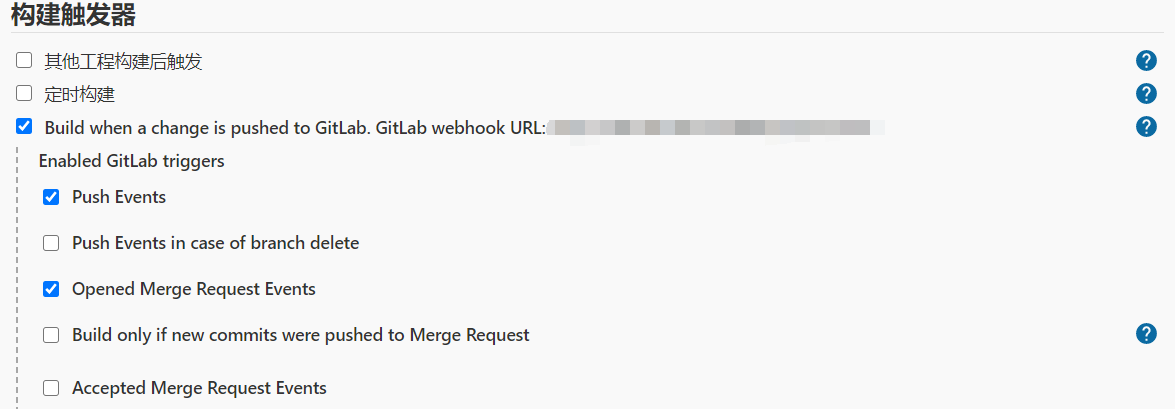 构建触发器
其他工程构建后触发
定时构建
Build when a change is pushed to GitLab. GitLab webhook URL:
Enabled GitLab triggers
Push Events
Push Events in case of branch delete
Opened Merge Request Events
Build only if new commits were pushed to Merge Request
Accepted Merge Request Events